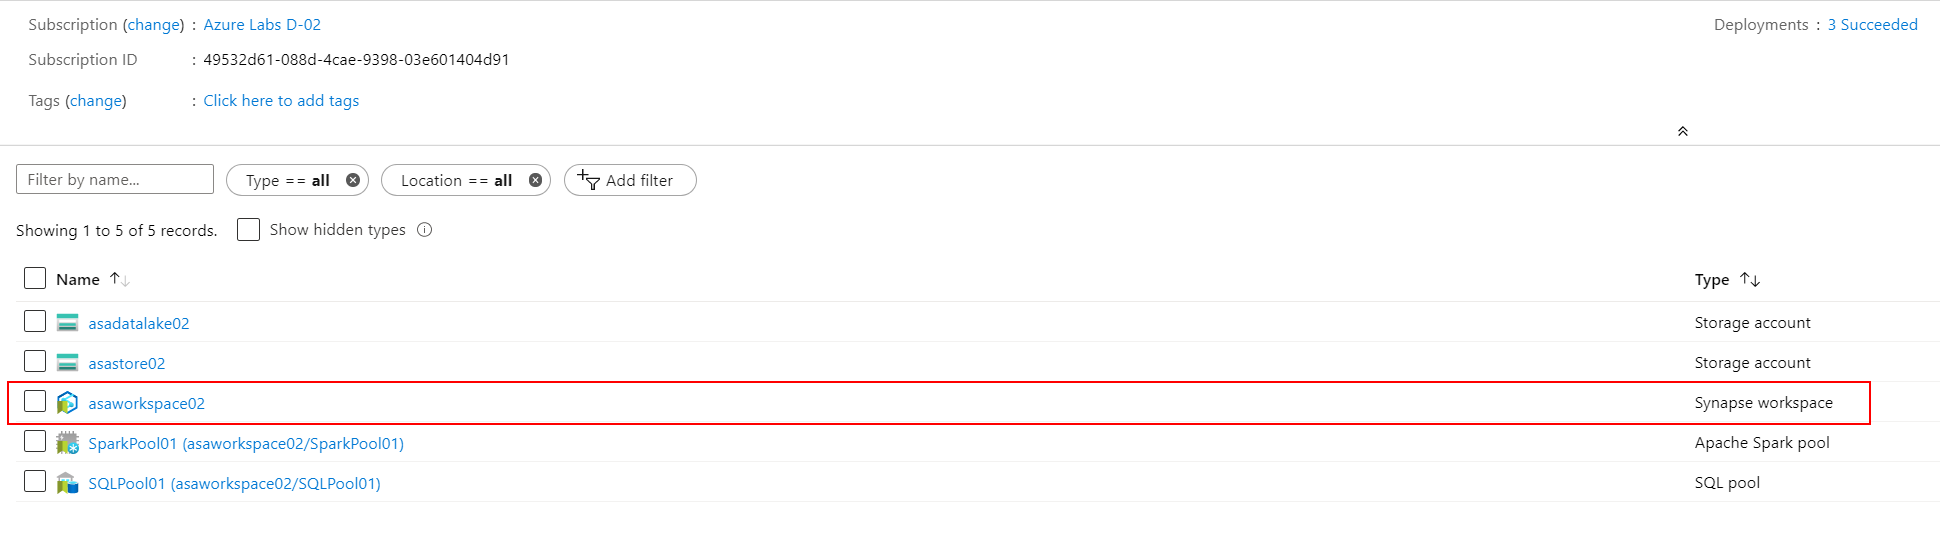 Subscription (change) : Azure Labs D-02 Deployments : 3 Succeeded
Subscription ID : 49532d61-088d-4cae-9398-03e601404d91
Tags (change) : Click here to add tags
Filter by name... Type == all Location == all Add filter
Showing 1 to 5 of 5 records. Show hidden types
Name Type
asadatalake02 Storage account
asastore02 Storage account
asaworkspace02 Synapse workspace
SparkPool01 (asaworkspace02/SparkPool01) Apache Spark pool
SQLPool01 (asaworkspace02/SQLPool01) SQL pool